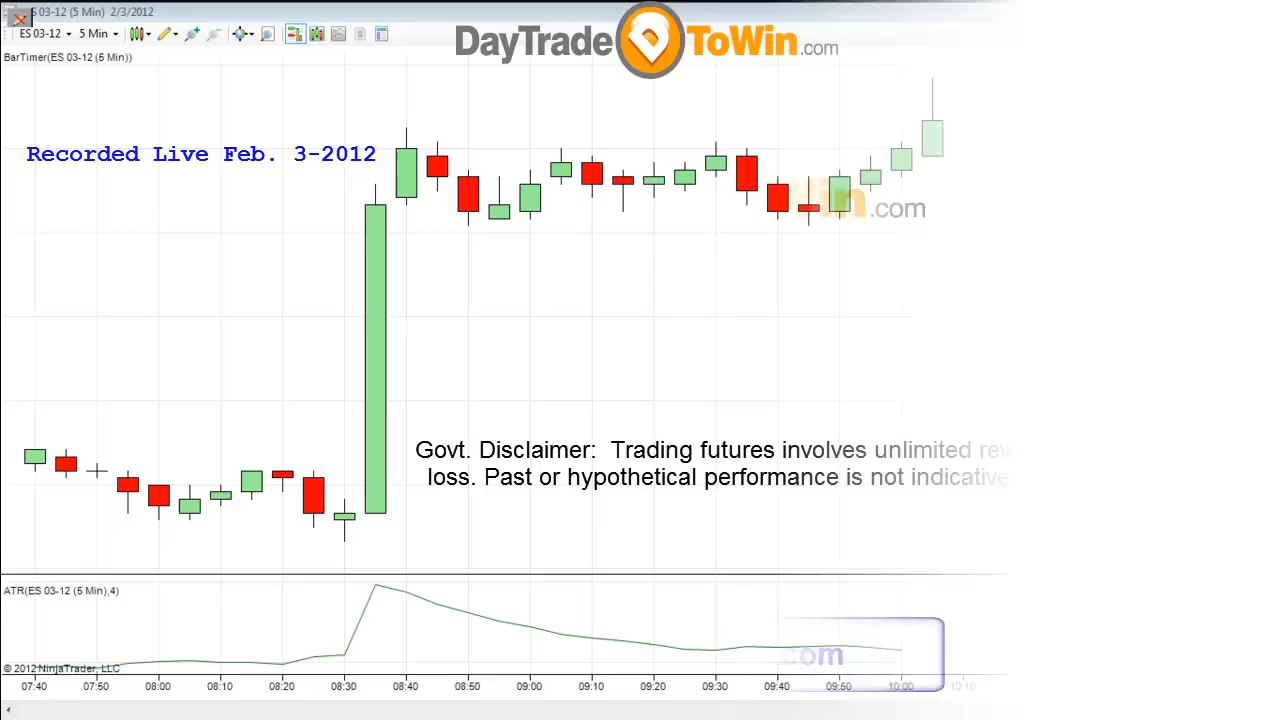 S 03-12 (5 Min) 2/3/2012
ES 03-12 5 Min
DayTradeToWin.com
BarTimer(ES 03-12 (5 Min))
Recorded Live Feb. 3-2012
in.com
Govt. Disclaimer: Trading futures involves unlimited
loss. Past or hypothetical performance is not indicative
ATR(ES 03-12 (5 Min),4)
.com
© 2012 NinjaTrader, LLC
07:40 07:50 08:00 08:10 08:20 08:30 08:40 08:50 09:00 09:10 09:20 09:30 09:40 09:50 10:00 10:10